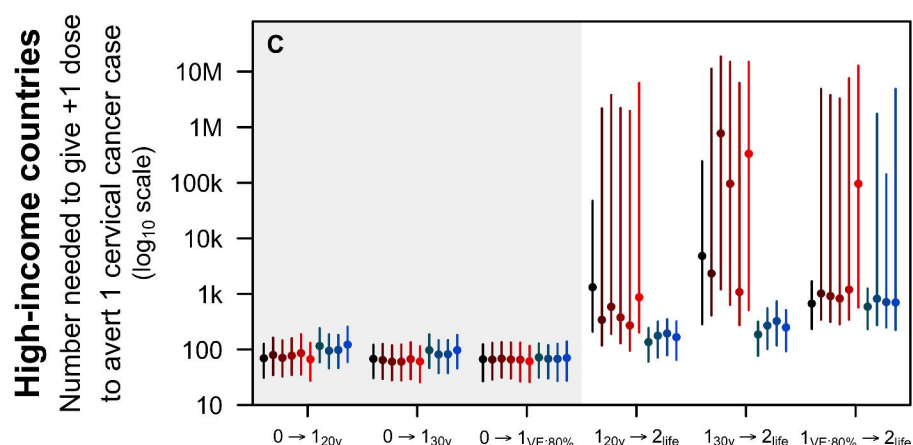 High-income countries
Number needed to give +1 dose
to avert 1 cervical cancer case
(log10 scale)
C
10M
1M
100k
10k
1k
100
10
0 → 120y
0 → 130y
0 → 1VE:80%
120y → 2life
130y → 2life
1VE:80% → 2life